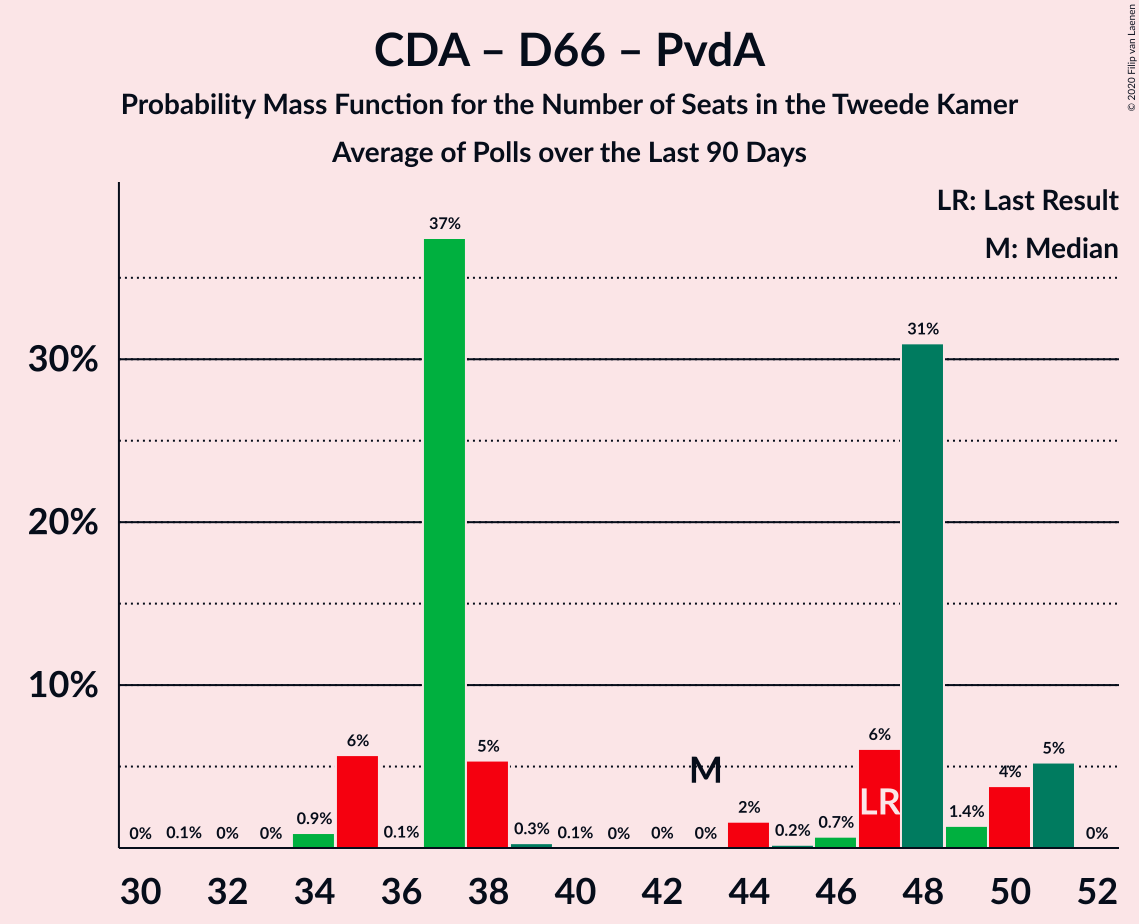 CDA – D66 – PvdA
Probability Mass Function for the Number of Seats in the Tweede Kamer
Average of Polls over the Last 90 Days
© 2020 Filip van Laenen
LR: Last Result
M: Median
30%
20%
10%
0%
0.1%
0%
0%
0.9%
6%
0.1%
37%
5%
0.3%
0.1%
0%
0%
0%
M
2%
0.2%
0.7%
6%
LR
31%
1.4%
4%
5%
0%
30 32 34 36 38 40 42 44 46 48 50 52